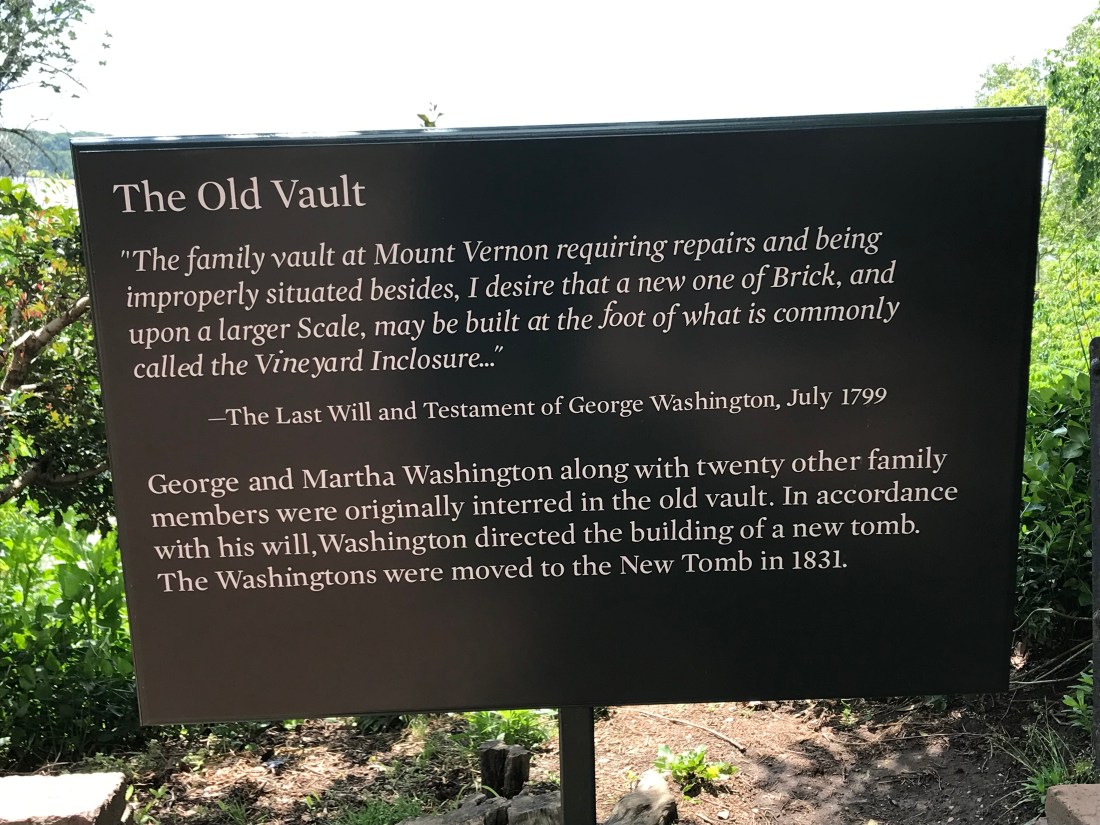 The Old Vault
"The family vault at Mount Vernon requiring repairs and being
improperly situated besides, I desire that a new one of Brick, and
upon a larger Scale, may be built at the foot of what is commonly
called the Vineyard Inclosure..."
—The Last Will and Testament of George Washington, July 1799
George and Martha Washington along with twenty other family
members were originally interred in the old vault. In accordance
with his will,Washington directed the building of a new tomb.
The Washingtons were moved to the New Tomb in 1831.